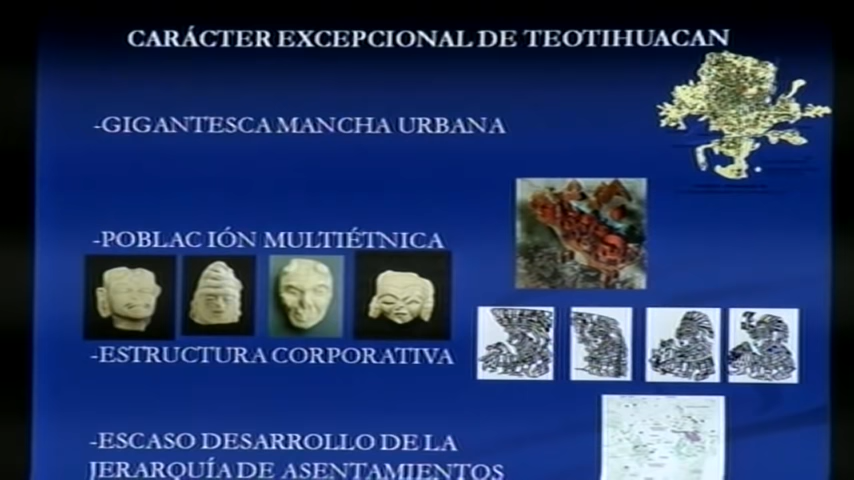 CARÁCTER EXCEPCIONAL DE TEOTIHUACAN
-GIGANTESCA MANCHA URBANA
-POBLACIÓN MULTIÉTNICA
-ESTRUCTURA CORPORATIVA
-ESCASO DESARROLLO DE LA
JERARQUÍA DE ASENTAMIENTOS